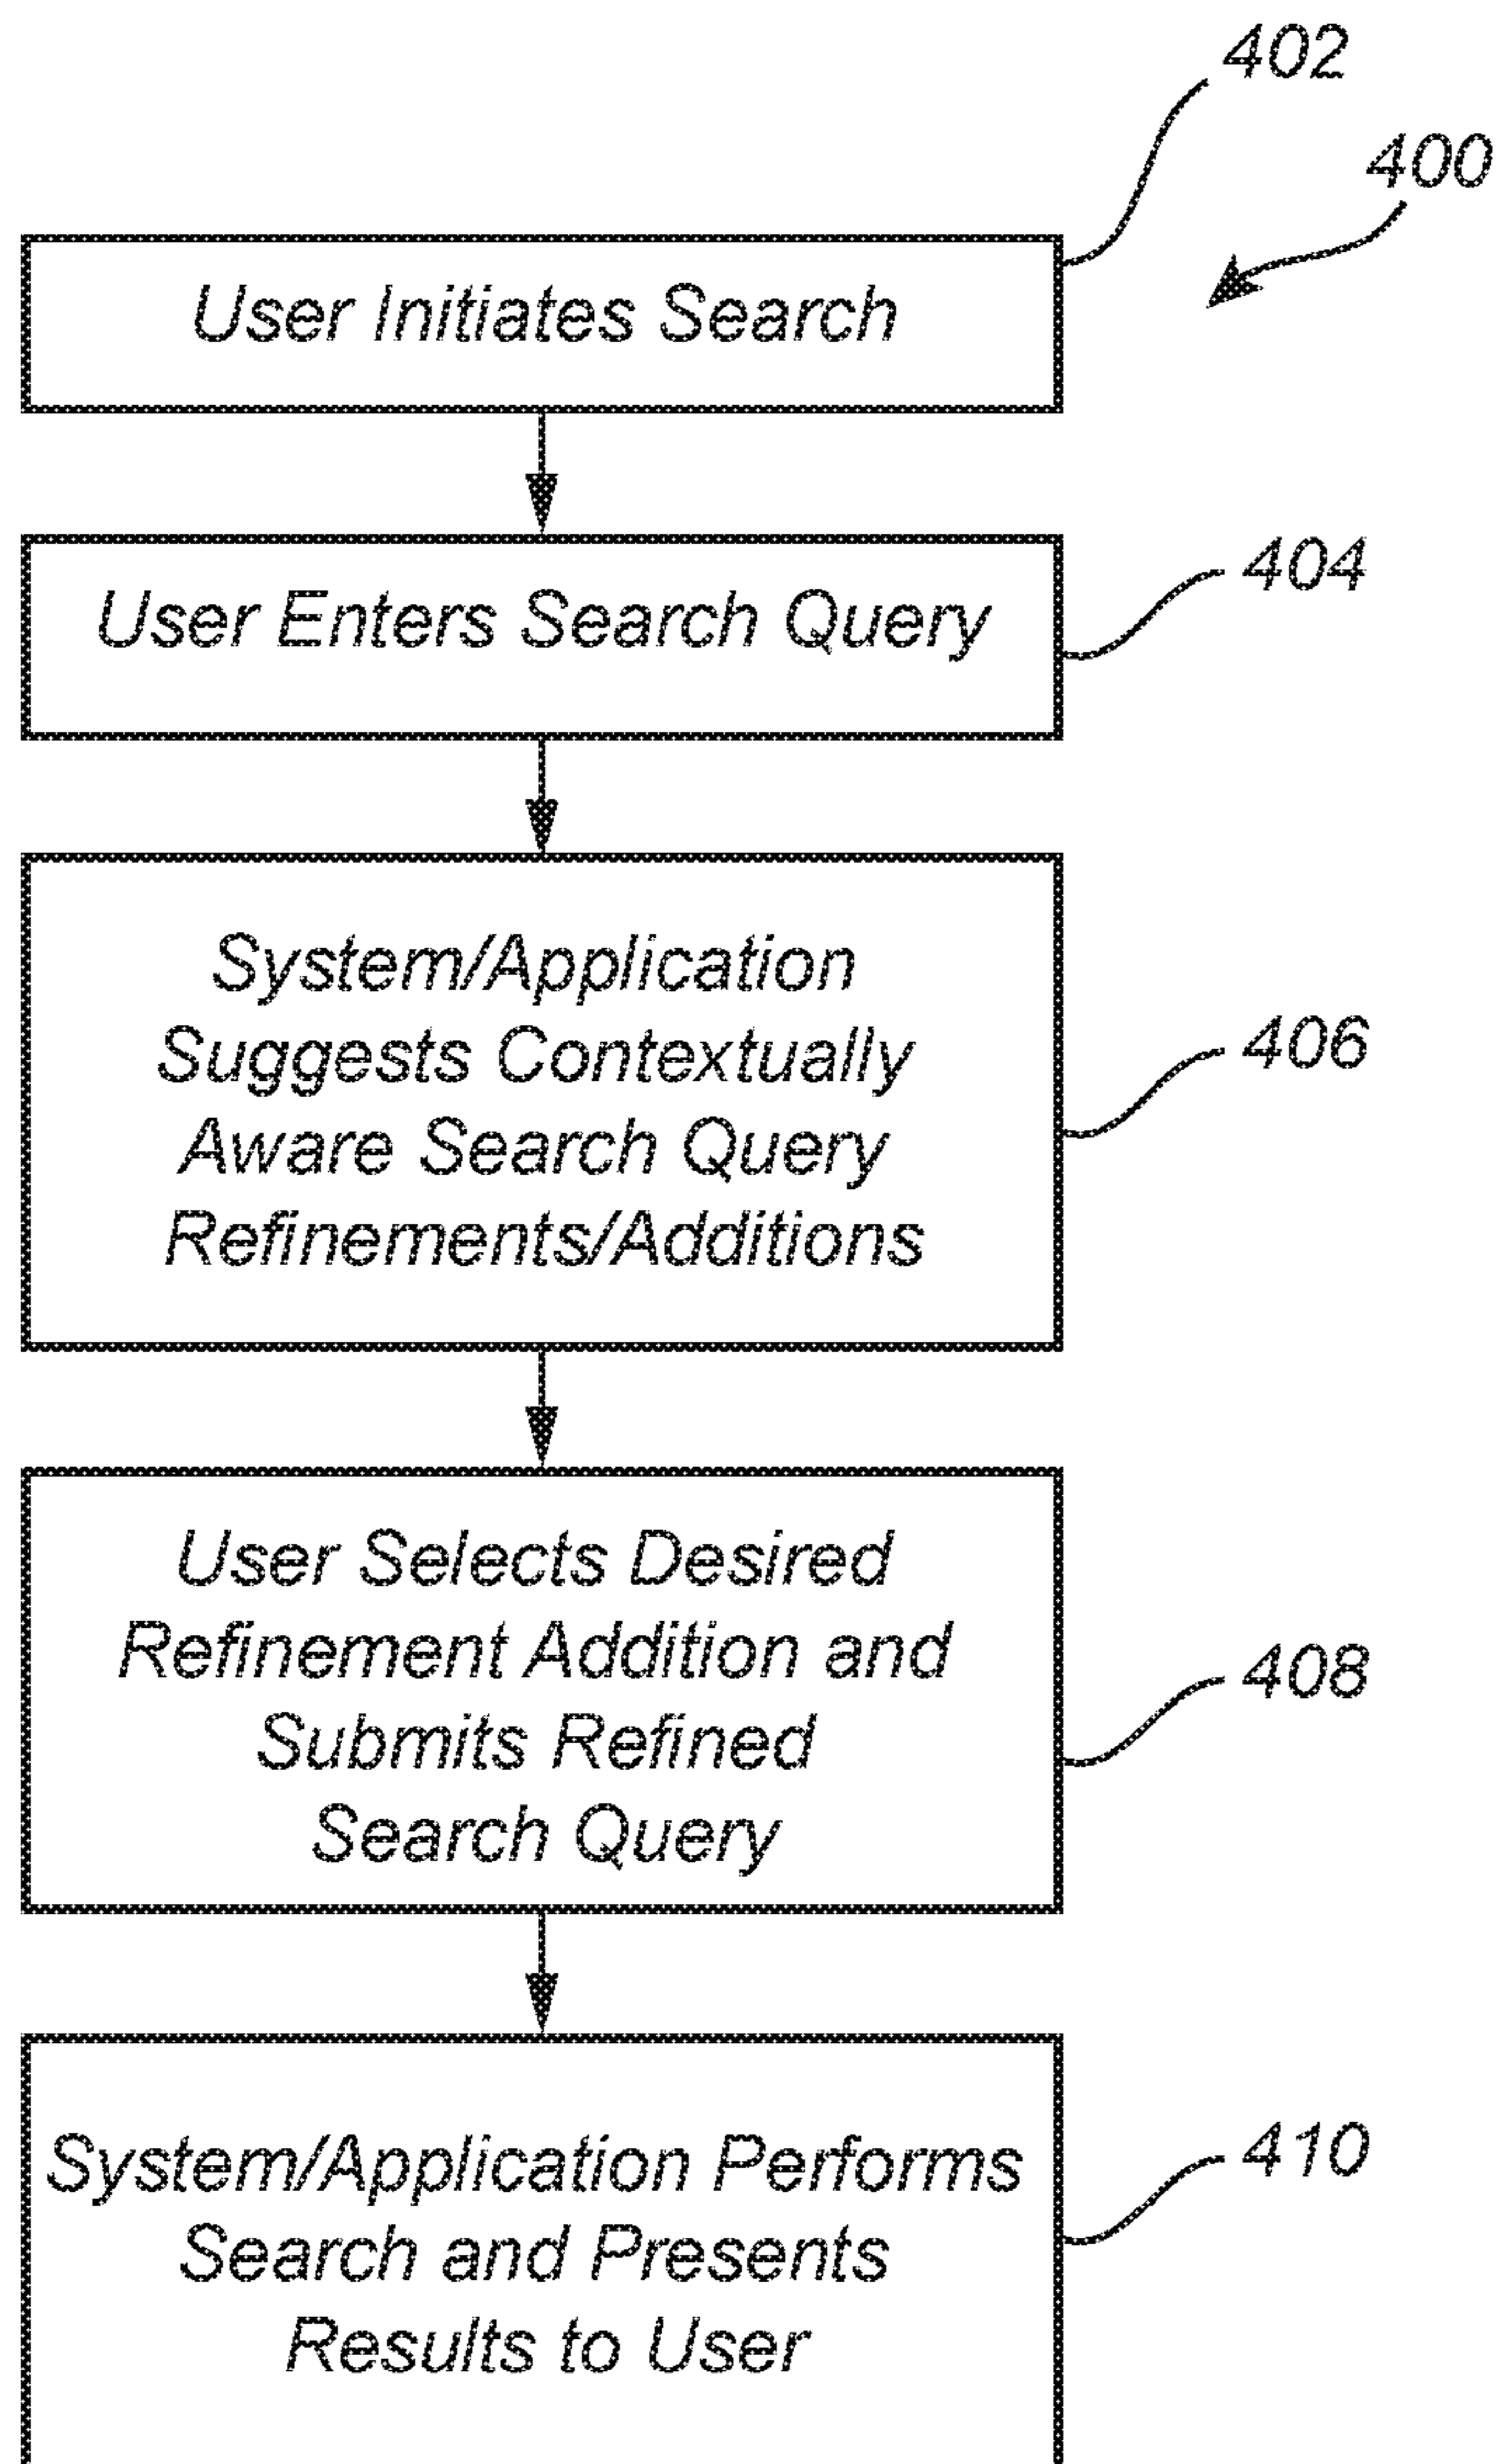 402
400
User Initiates Search
User Enters Search Query
404
System/Application
Suggests Contextually
Aware Search Query
Refinements/Additions
406
User Selects Desired
Refinement Addition and
Submits Refined
Search Query
408
System/Application Performs
Search and Presents
Results to User
410